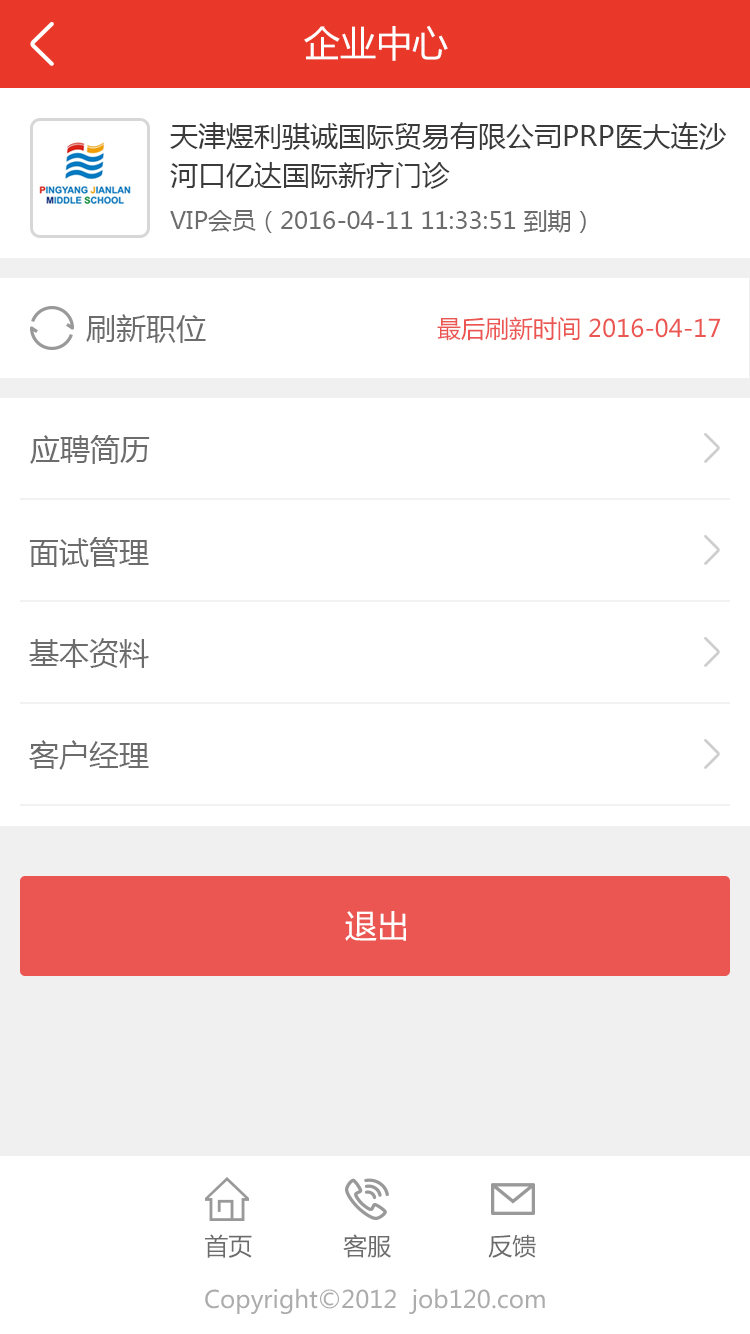 企业中心
PINGYANG JIANLAN
MIDDLE SCHOOL
天津煜利骐诚国际贸易有限公司PRP医大连沙
河口亿达国际新疗门诊
VIP会员（2016-04-11 11:33:51 到期）
刷新职位
最后刷新时间 2016-04-17
应聘简历
面试管理
基本资料
客户经理
退出
首页
客服
反馈
Copyright©2012 job120.com